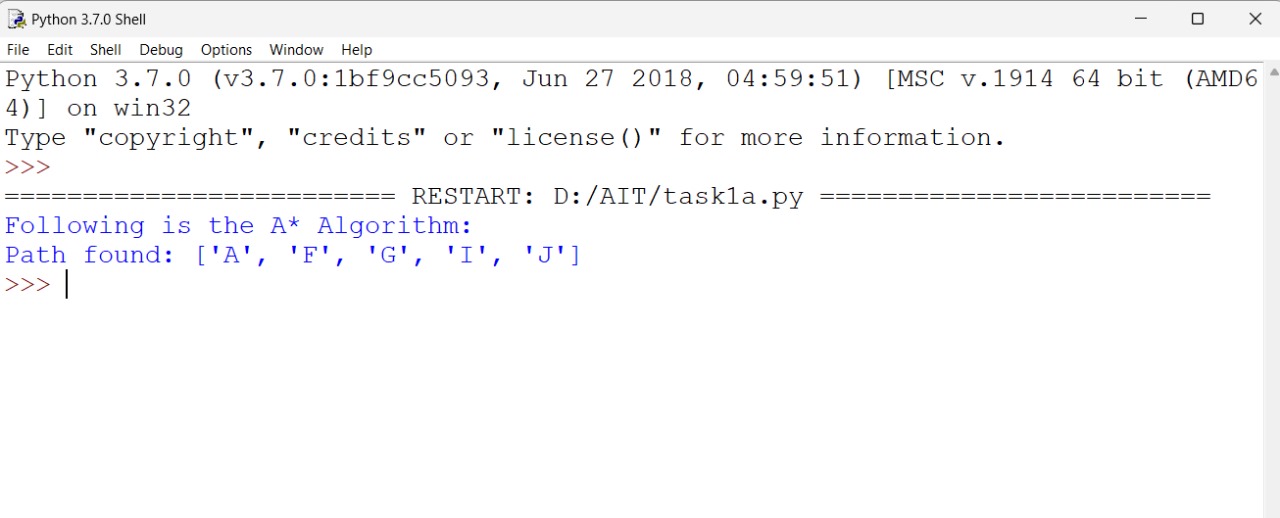 Python 3.7.0 Shell
File Edit Shell Debug Options Window Help
Python 3.7.0 (v3.7.0:1bf9cc5093, Jun 27 2018, 04:59:51) [MSC v.1914 64 bit (AMD6
4)] on win32
Type "copyright", "credits" or "license()" for more information.
>>>
========================= RESTART: D:/AIT/task1a.py =========================
Following is the A* Algorithm:
Path found: ['A', 'F', 'G', 'I', 'J']
>>>